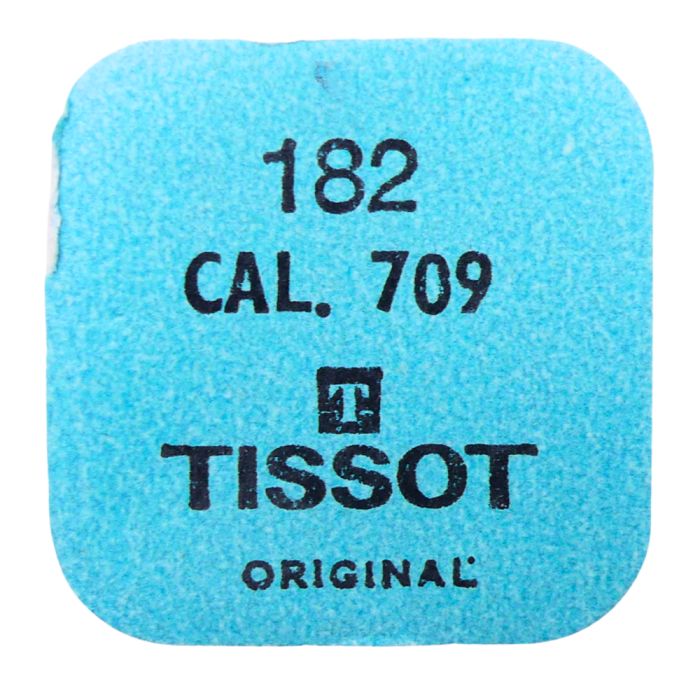 182
CAL. 709
T
TISSOT
ORIGINAL